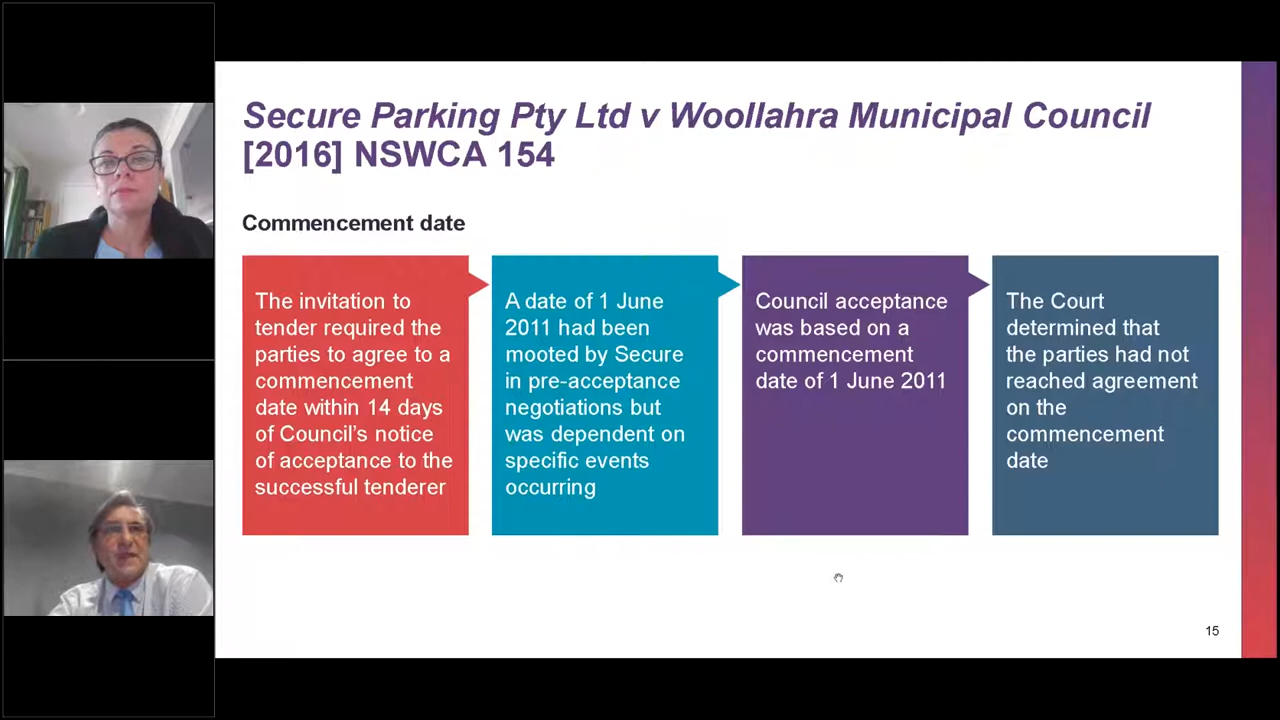 Secure Parking Pty Ltd v Woollahra Municipal Council
[2016] NSWCA 154
Commencement date
The invitation to
tender required the
parties to agree to a
commencement
date within 14 days
of Council’s notice
of acceptance to the
successful tenderer
A date of 1 June
2011 had been
mooted by Secure
in pre-acceptance
negotiations but
was dependent on
specific events
occurring
Council acceptance
was based on a
commencement
date of 1 June 2011
The Court
determined that
the parties had not
reached agreement
on the
commencement
date
15